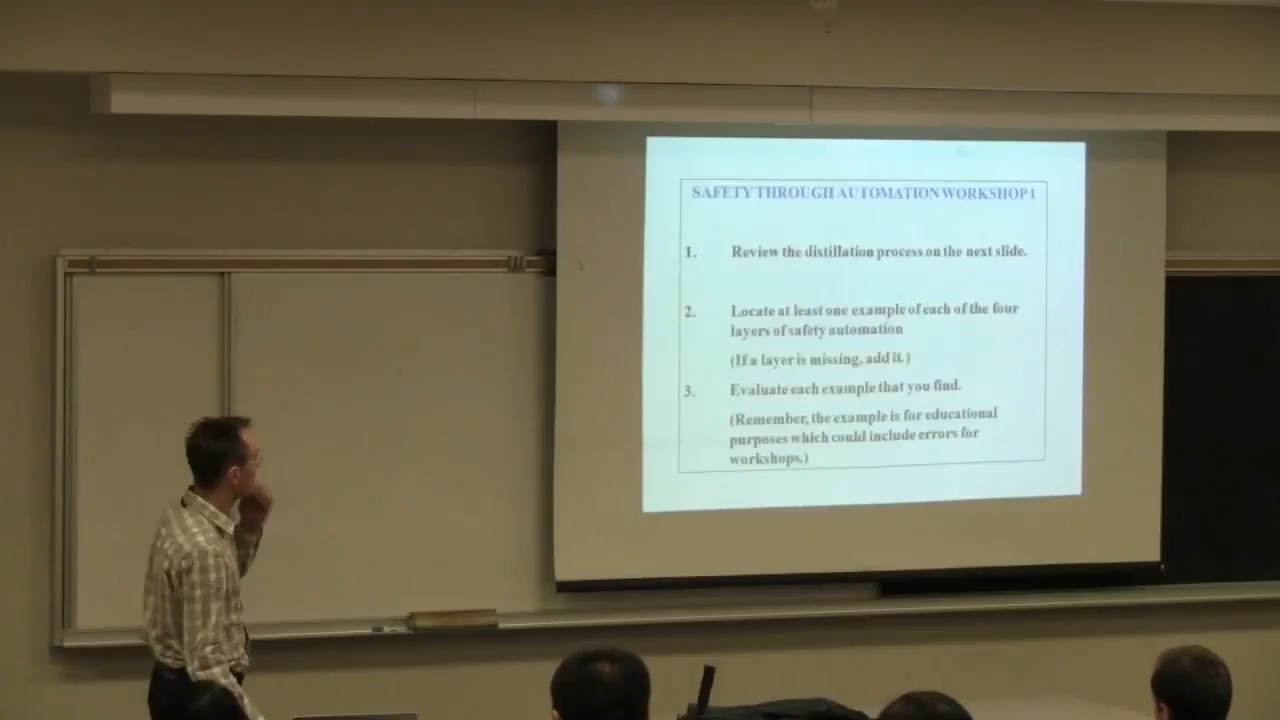 SAFETY THROUGH AUTOMATION WORKSHOP 1
1. Review the distillation process on the next slide.
2. Locate at least one example of each of the four
layers of safety automation
(If a layer is missing, add it.)
3. Evaluate each example that you find.
(Remember, the example is for educational
purposes which could include errors for
workshops.)